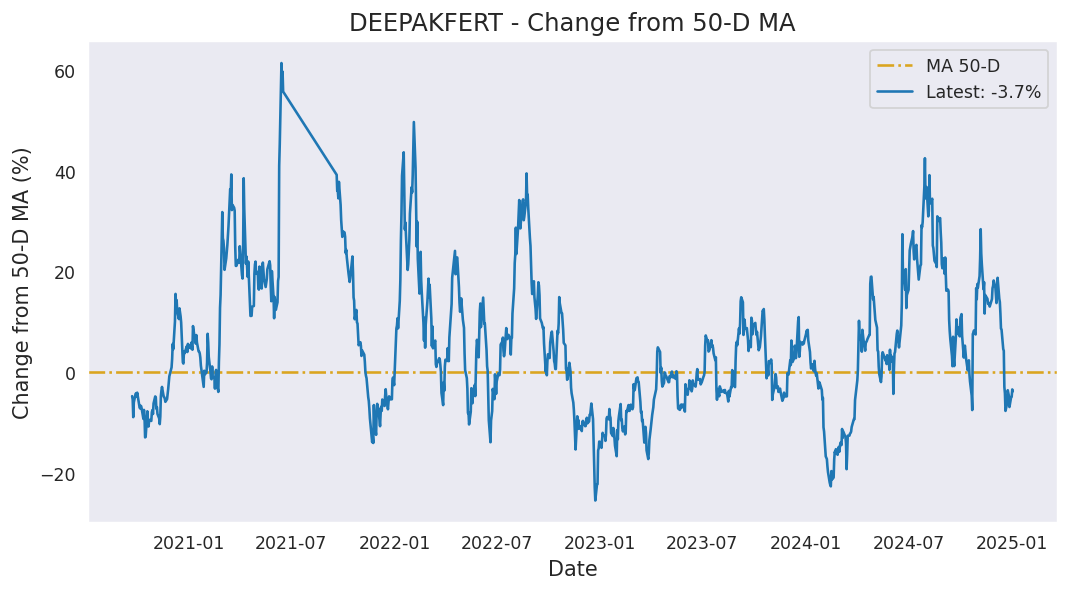 DEEPAKFERT - Change from 50-D MA
MA 50-D
Latest: -3.7%
Change from 50-D MA (%)
60
40
20
0
−20
2021-01
2021-07
2022-01
2022-07
2023-01
2023-07
2024-01
2024-07
2025-01
Date